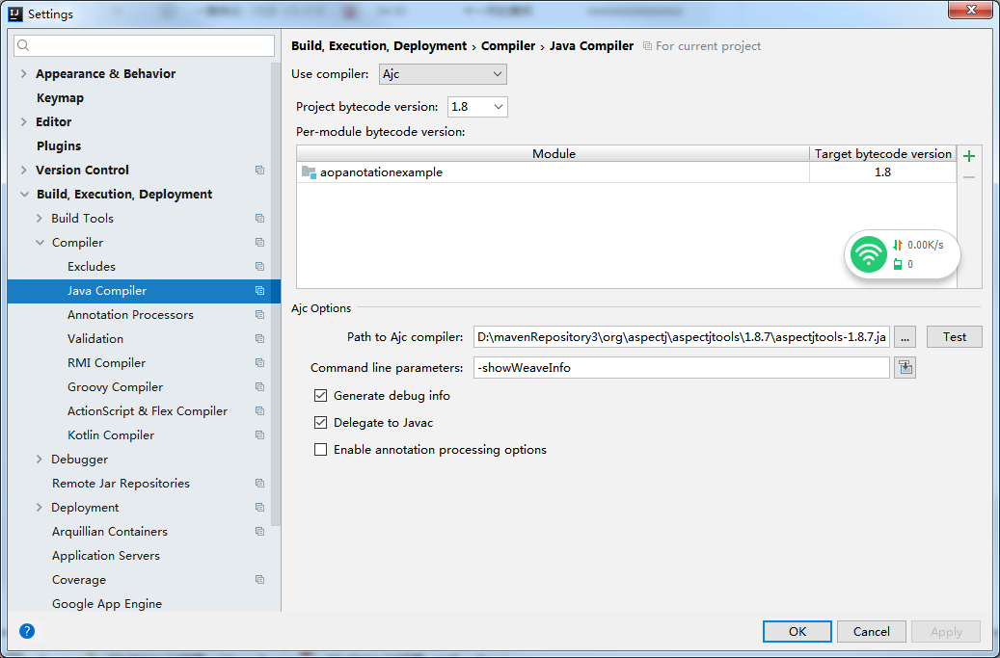 Settings
Appearance & Behavior
Keymap
Editor
Plugins
Version Control
Build, Execution, Deployment
Build Tools
Compiler
Excludes
Java Compiler
Annotation Processors
Validation
RMI Compiler
Groovy Compiler
ActionScript & Flex Compiler
Kotlin Compiler
Debugger
Remote Jar Repositories
Deployment
Arquillian Containers
Application Servers
Coverage
Google App Engine
Build, Execution, Deployment › Compiler › Java Compiler For current project
Use compiler: Ajc
Project bytecode version: 1.8
Per-module bytecode version:
Module Target bytecode version
aopanotationexample 1.8
0.00K/s
0
Ajc Options
Path to Ajc compiler: D:\mavenRepository3\org\aspectj\aspectjtools\1.8.7\aspectjtools-1.8.7.ja ... Test
Command line parameters: -showWeaveInfo
Generate debug info
Delegate to Javac
Enable annotation processing options
? OK Cancel Apply